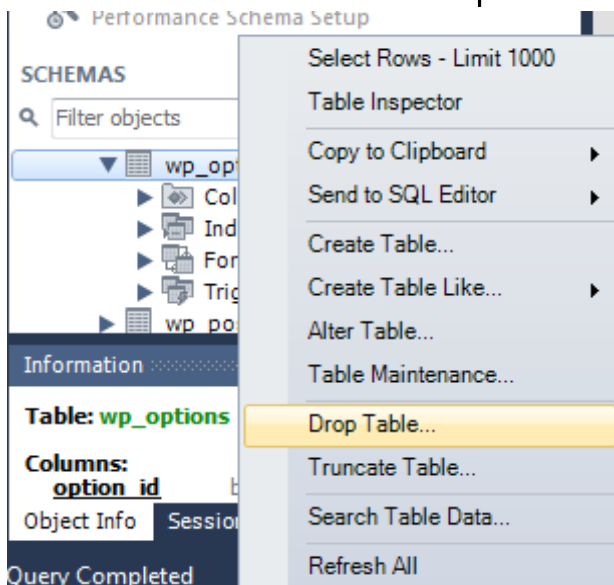 Performance Schema Setup
SCHEMAS
Filter objects
wp_opt
Col
Ind
For
Trig
wp_po
Information
Table: wp_options
Columns:
option_id
Object Info Session
Query Completed
Select Rows - Limit 1000
Table Inspector
Copy to Clipboard
Send to SQL Editor
Create Table...
Create Table Like...
Alter Table...
Table Maintenance...
Drop Table...
Truncate Table...
Search Table Data...
Refresh All